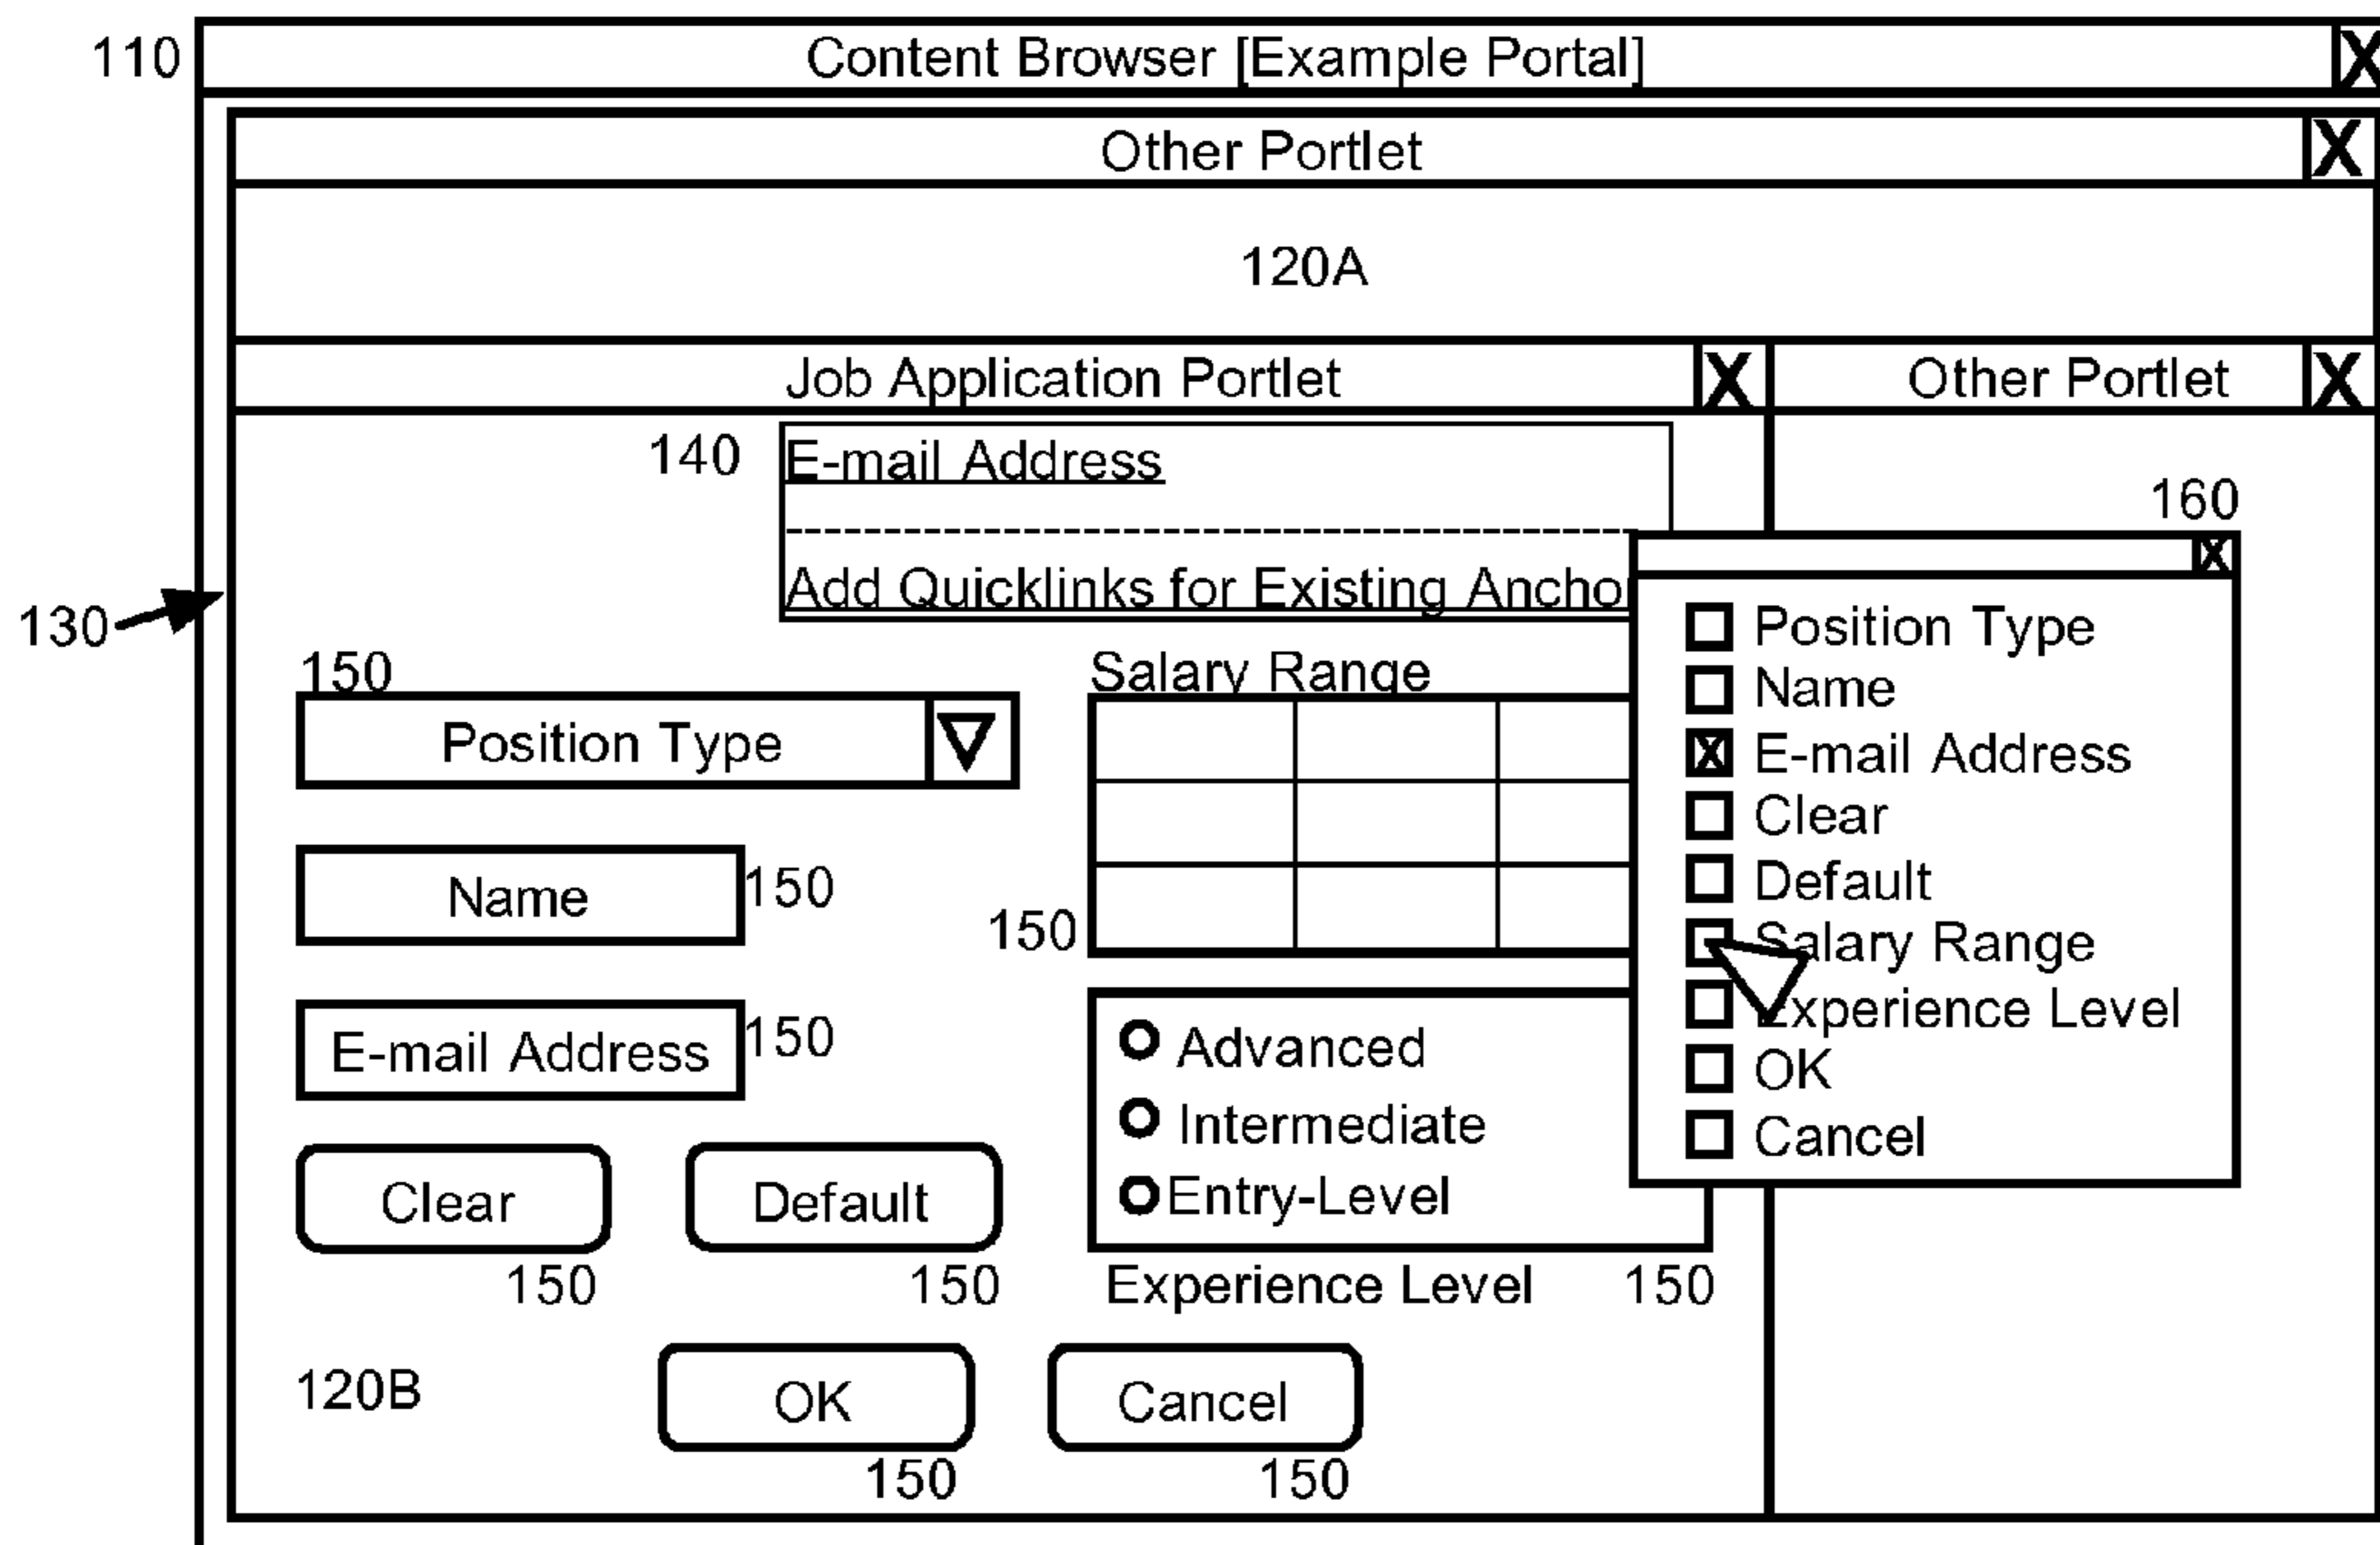 110
Content Browser [Example Portal]
X
Other Portlet
X
120A
Job Application Portlet
X
Other Portlet
X
140
E-mail Address
Add Quicklinks for Existing Ancho
160
X
130
150
Position Type
Name
150
E-mail Address
150
Clear
150
Default
150
Salary Range
150
Advanced
Intermediate
Entry-Level
Experience Level
150
Position Type
Name
X E-mail Address
Clear
Default
Salary Range
Experience Level
OK
Cancel
120B
OK
150
Cancel
150